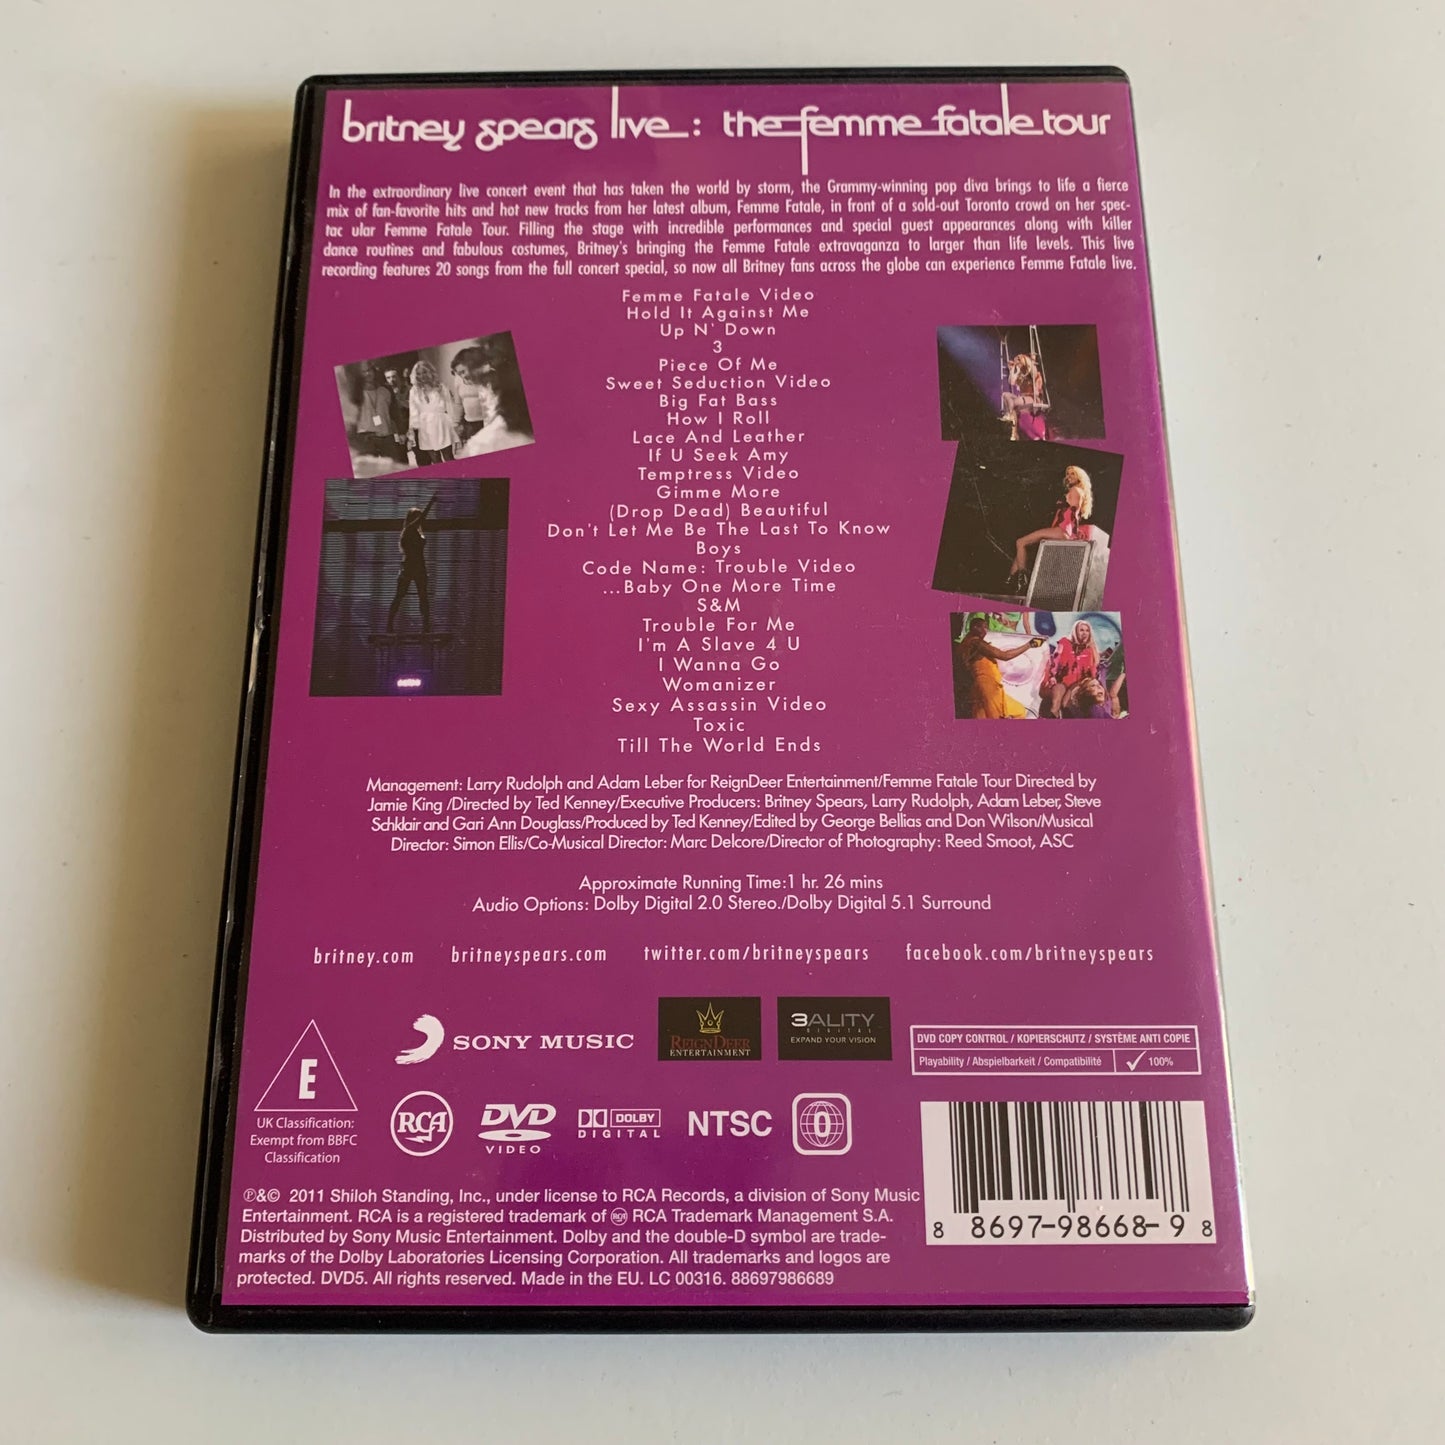 britney spears live: the femme fatale tour
In the extraordinary live concert event that has taken the world by storm, the Grammy-winning pop diva brings to life a fierce
mix of fan-favorite hits and hot new tracks from her latest album, Femme Fatale, in front of a sold-out Toronto crowd on her spec-
tac ular Femme Fatale Tour. Filling the stage with incredible performances and special guest appearances along with killer
dance routines and fabulous costumes, Britney's bringing the Femme Fatale extravaganza to larger than life levels. This live
recording features 20 songs from the full concert special, so now all Britney fans across the globe can experience Femme Fatale live.
Femme Fatale Video
Hold It Against Me
Up N' Down
3
Piece Of Me
Sweet Seduction Video
Big Fat Bass
How I Roll
Lace And Leather
If U Seek Amy
Temptress Video
Gimme More
(Drop Dead) Beautiful
Don't Let Me Be The Last To Know
Boys
Code Name: Trouble Video
...Baby One More Time
S&M
Trouble For Me
I'm A Slave 4 U
I Wanna Go
Womanizer
Sexy Assassin Video
Toxic
Till The World Ends
Management: Larry Rudolph and Adam Leber for ReignDeer Entertainment/Femme Fatale Tour Directed by
Jamie King /Directed by Ted Kenney/Executive Producers: Britney Spears, Larry Rudolph, Adam Leber, Steve
Schklair and Gari Ann Douglass/Produced by Ted Kenney/Edited by George Bellias and Don Wilson/Musical
Director: Simon Ellis/Co-Musical Director: Marc Delcore/Director of Photography: Reed Smoot, ASC
Approximate Running Time:1 hr. 26 mins
Audio Options: Dolby Digital 2.0 Stereo./Dolby Digital 5.1 Surround
britney.com britneyspears.com twitter.com/britneyspears facebook.com/britneyspears
E
UK Classification:
Exempt from BBFC
Classification
SONY MUSIC
REIGNDEER
ENTERTAINMENT
3ALITY
DIGITAL
EXPAND YOUR VISION
DVD COPY CONTROL / KOPIERSCHUTZ / SYSTÈME ANTI COPIE
Playability / Abspielbarkeit / Compatibilité ✓ 100%
RCA
DVD
VIDEO
DOLBY
DIGITAL
NTSC
0
℗&© 2011 Shiloh Standing, Inc., under license to RCA Records, a division of Sony Music
Entertainment. RCA is a registered trademark of RCA RCA Trademark Management S.A.
Distributed by Sony Music Entertainment. Dolby and the double-D symbol are trade-
marks of the Dolby Laboratories Licensing Corporation. All trademarks and logos are
protected. DVD5. All rights reserved. Made in the EU. LC 00316. 88697986689
8 8697-98668-9 8